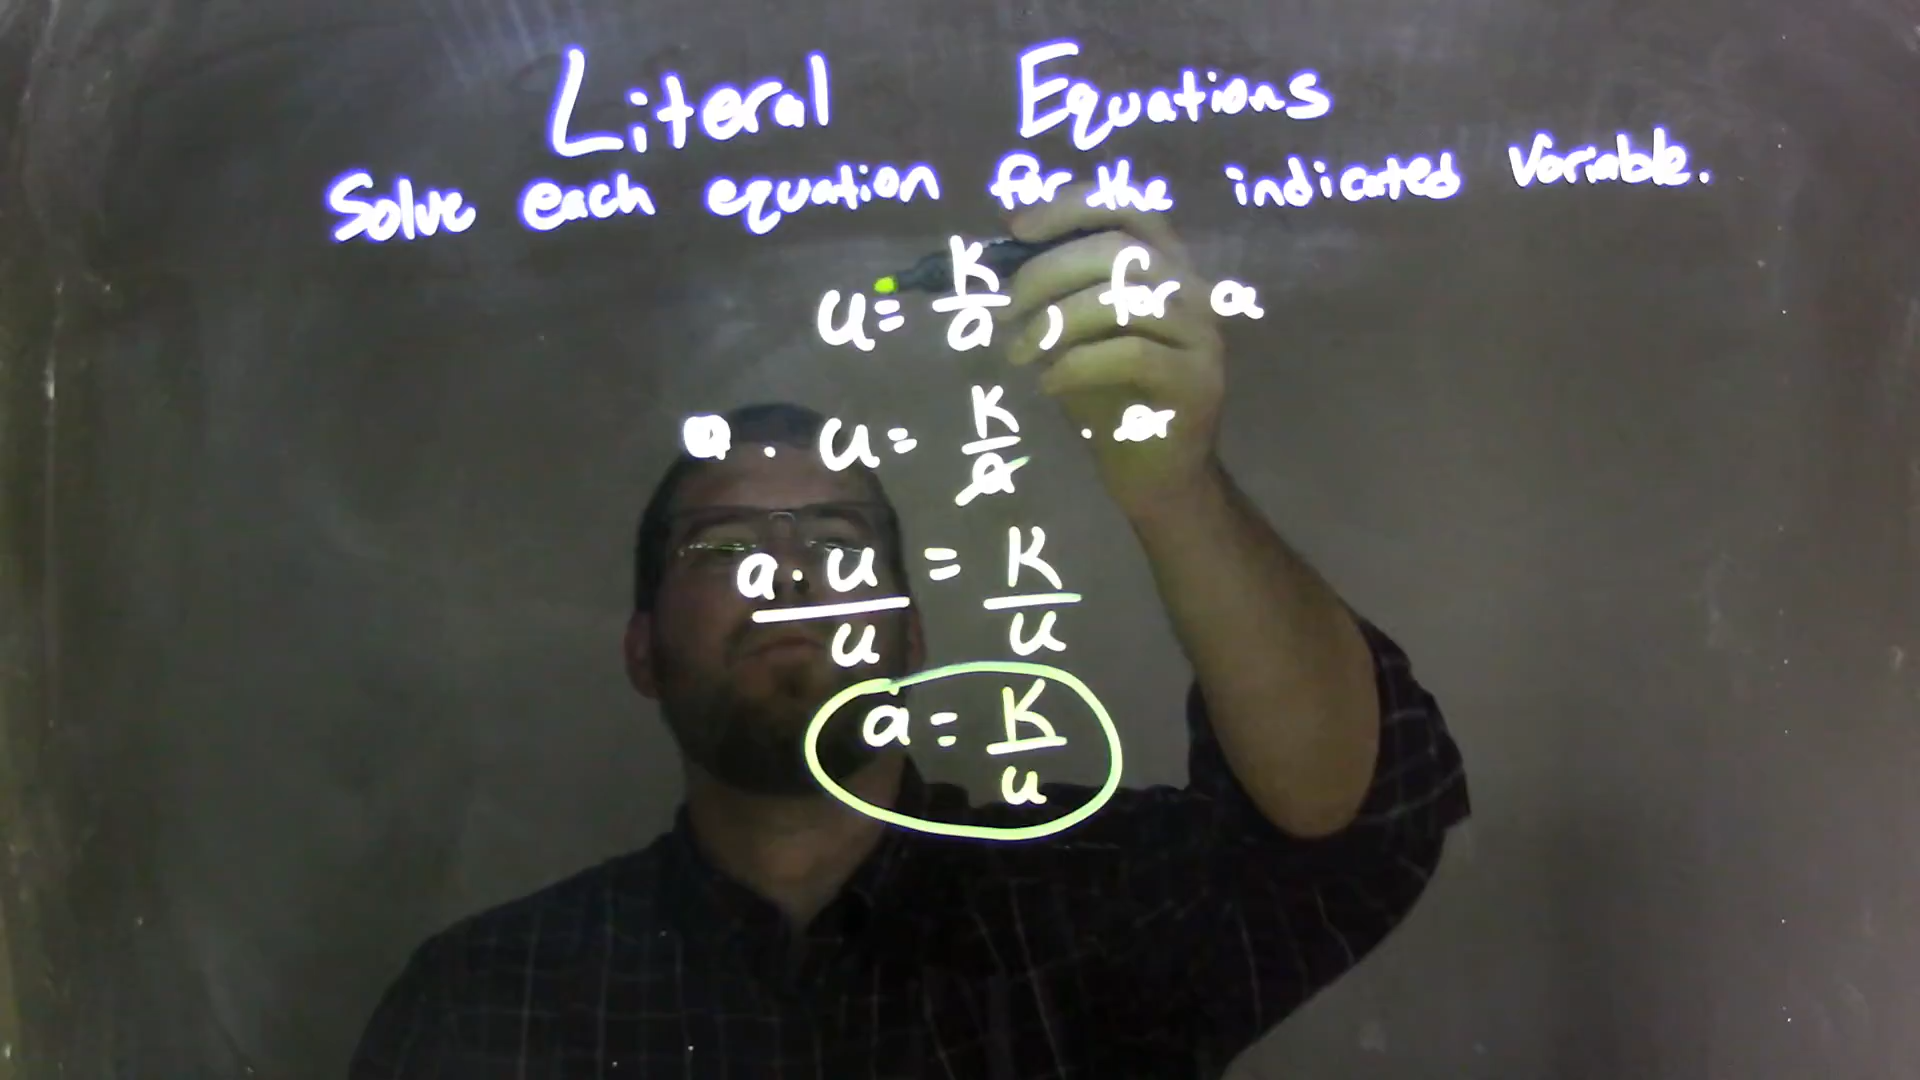 Literal Equations
Solve each equation for the indicated variable.
u = K/a, for a
a · u = K/a · a
a · u / u = K / u
a = K/u